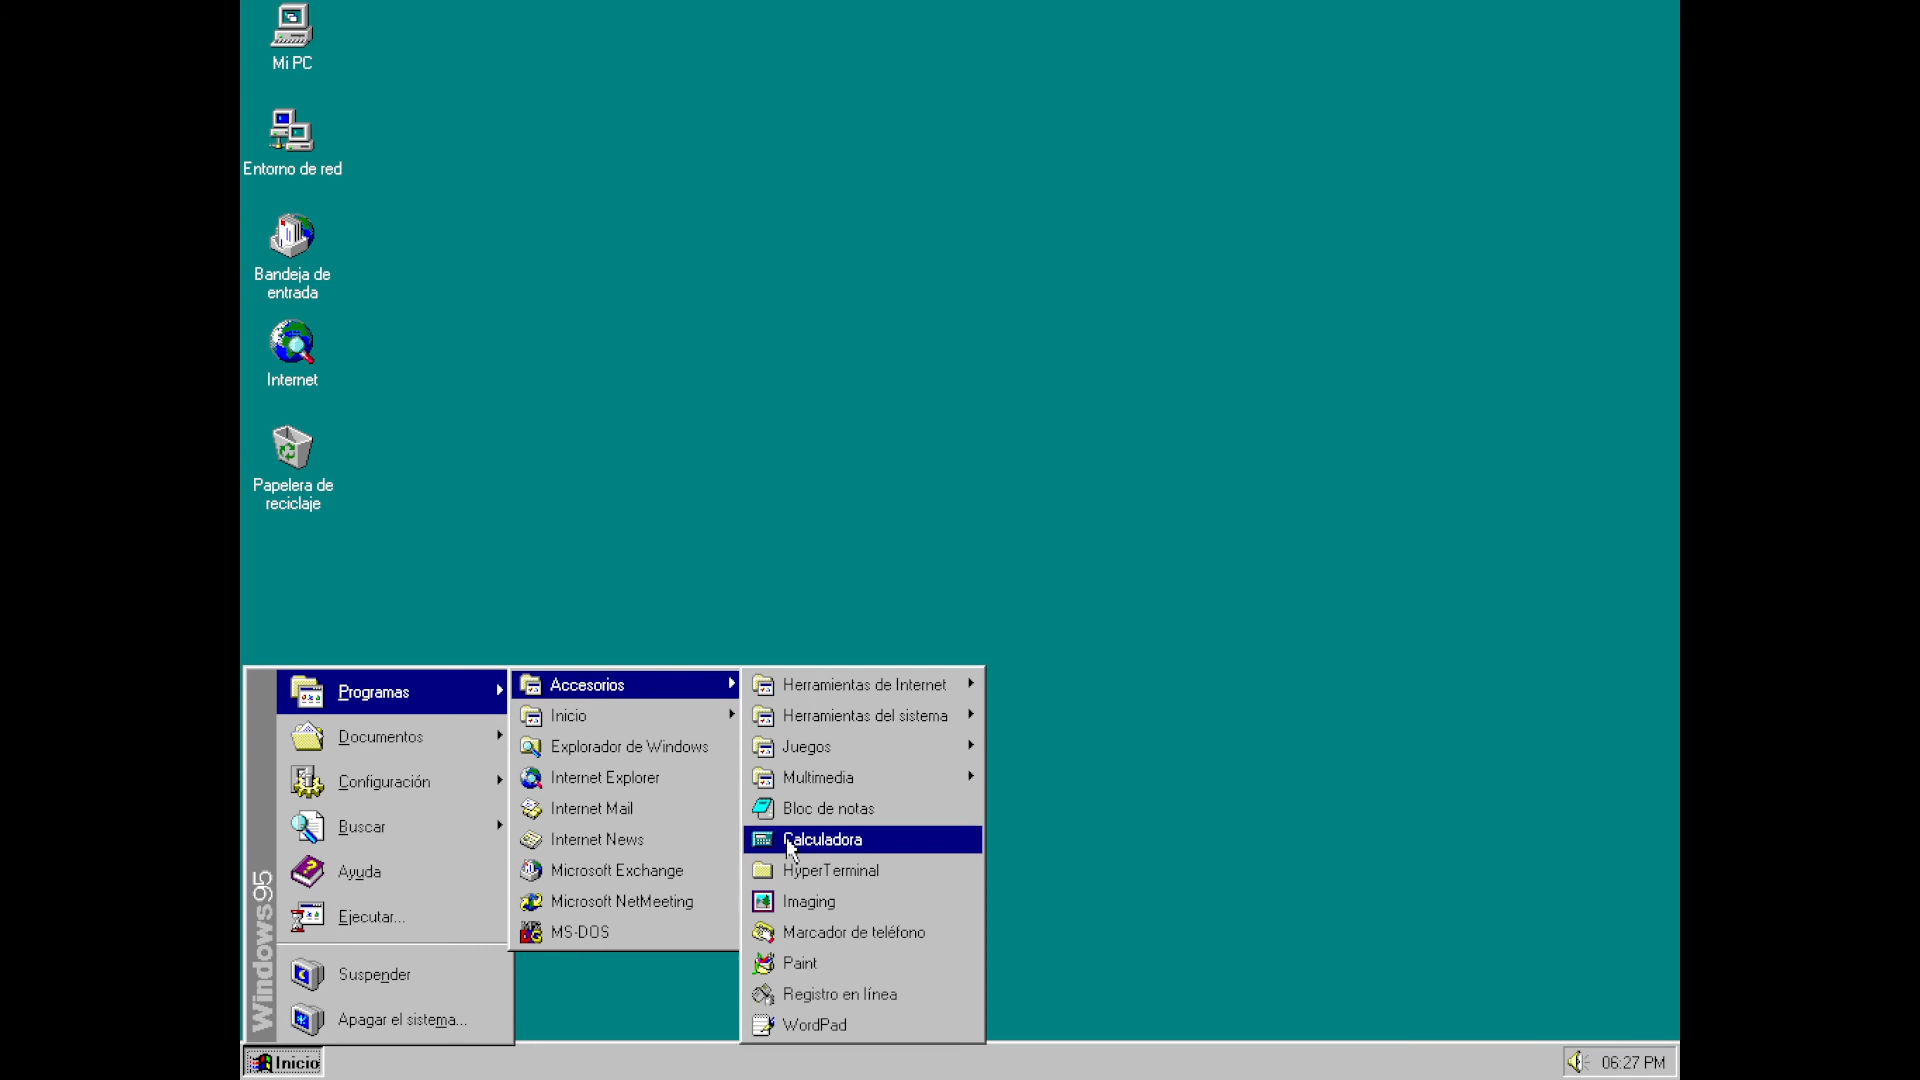 Mi PC
Entorno de red
Bandeja de
entrada
Internet
Papelera de
reciclaje
Windows95
Programas
Documentos
Configuración
Buscar
Ayuda
Ejecutar...
Suspender
Apagar el sistema...
Accesorios
Inicio
Explorador de Windows
Internet Explorer
Internet Mail
Internet News
Microsoft Exchange
Microsoft NetMeeting
MS-DOS
Herramientas de Internet
Herramientas del sistema
Juegos
Multimedia
Bloc de notas
Calculadora
HyperTerminal
Imaging
Marcador de teléfono
Paint
Registro en línea
WordPad
Inicio
06:27 PM